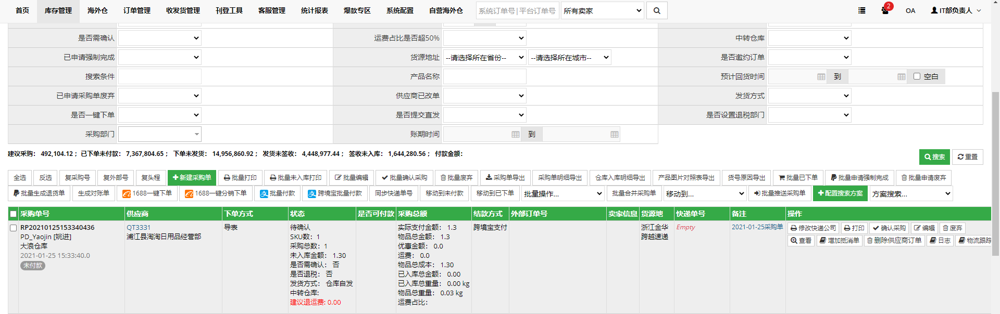 首页 库存管理 海外仓 订单管理 收发货管理 刊登工具 客服管理 统计报表 爆款专区 系统配置 自营海外仓 系统订单号|平台订单号 所有卖家 2 OA IT部负责人
是否需确认 运费占比是否超50% 中转仓库
已申请强制完成 货源地址 --请选择所在省份-- --请选择所在城市-- 是否邀约订单
搜索条件 产品名称 预计回货时间 到 空白
已申请采购单废弃 供应商已改单 发货方式
是否一键下单 是否提交直发 是否设置退税部门
采购部门 账期时间 到
建议采购： 492,104.12； 已下单未付款： 7,367,804.65； 下单未发货： 14,956,860.92； 发货未签收： 4,448,977.44； 签收未入库： 1,644,280.56； 付款金额：
搜索 重置
全选 反选 复采购号 复外部号 复头程 新建采购单 批量打印 批量未入库打印 批量编辑 批量确认采购 批量废弃 采购单导出 采购单明细导出 仓库入库明细导出 产品图片对照表导出 货号原因导出 批量已下单 批量申请强制完成 批量申请废弃
批量生成退货单 生成对账单 1688一键下单 1688一键分销下单 批量付款 跨境宝批量付款 同步快递单号 移动到未付款 移动到已下单 批量操作... 批量合并采购单 移动到... 批量推送采购单 配置搜索方案 方案搜索...
采购单号 供应商 下单方式 状态 是否可付款 采购总额 结款方式 外部订单号 卖家信息 货源地 快递单号 备注 操作
RP20210125153340436
PD_Yaojin [姚进]
大浪仓库
2021-01-25 15:33:40.0
未付款
QT3331
浦江县淘淘日用品经营部
导表
待确认
SKU数：1
采购总数：1
未入库金额： 1.30
是否需确认： 否
是否退税： 否
发货方式： 仓库自发
中转仓库:
建议退运费: 0.00
实际支付金额： 1.3
物品总金额： 1.3
优惠金额： 0.0
运费： 0.0
物品总成本： 1.30
已入库总金额： 0.00
已入库总重量： 0.00 kg
物品总重量： 0.03 kg
运费占比：
跨境宝支付
浙江金华
跨越速递
Empty
2021-01-25采购单
修改快递公司 打印 确认采购 编辑 废弃
查看 增加抵消单 删除供应商订单 日志 物流跟踪